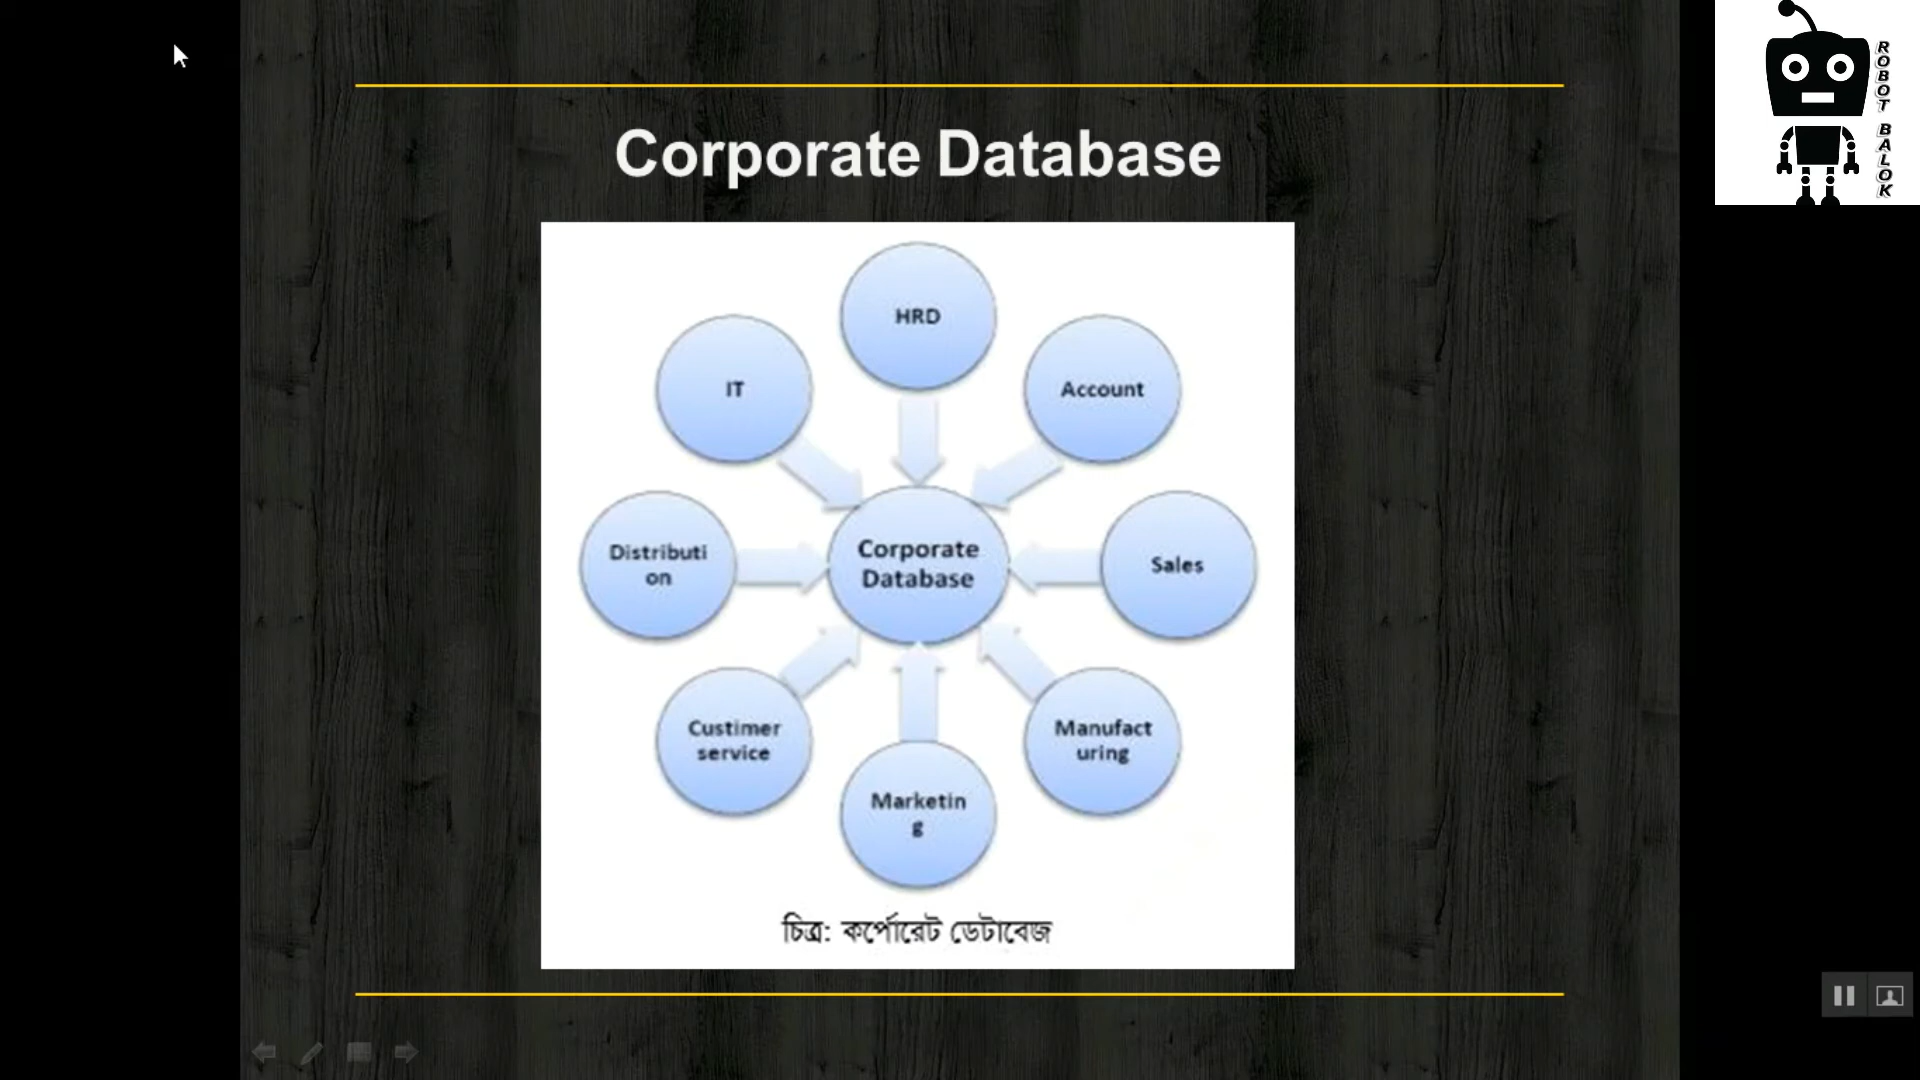 Corporate Database
HRD
IT
Account
Distributi
on
Corporate
Database
Sales
Custimer
service
Manufact
uring
Marketin
g
চিত্র: কর্পোরেট ডেটাবেজ
ROBOT BALOK